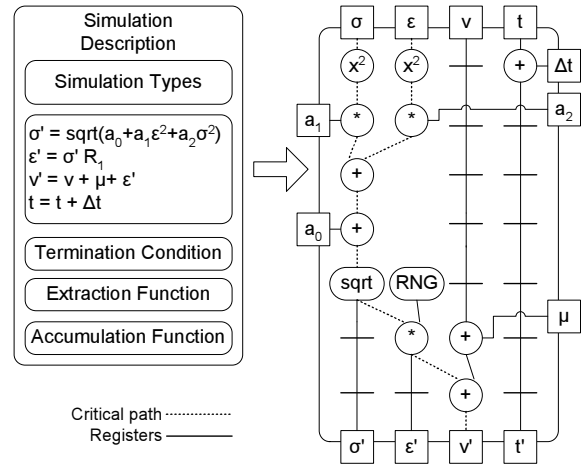 Simulation
Description
Simulation Types
σ' = sqrt(a₀+a₁ε²+a₂σ²)
ε' = σ' R₁
v' = v + μ+ ε'
t = t + Δt
Termination Condition
Extraction Function
Accumulation Function
Critical path
Registers
σ ε v t
x² x² + Δt
a₁ * * a₂
+
a₀ +
sqrt RNG
* + μ
+
σ' ε' v' t'